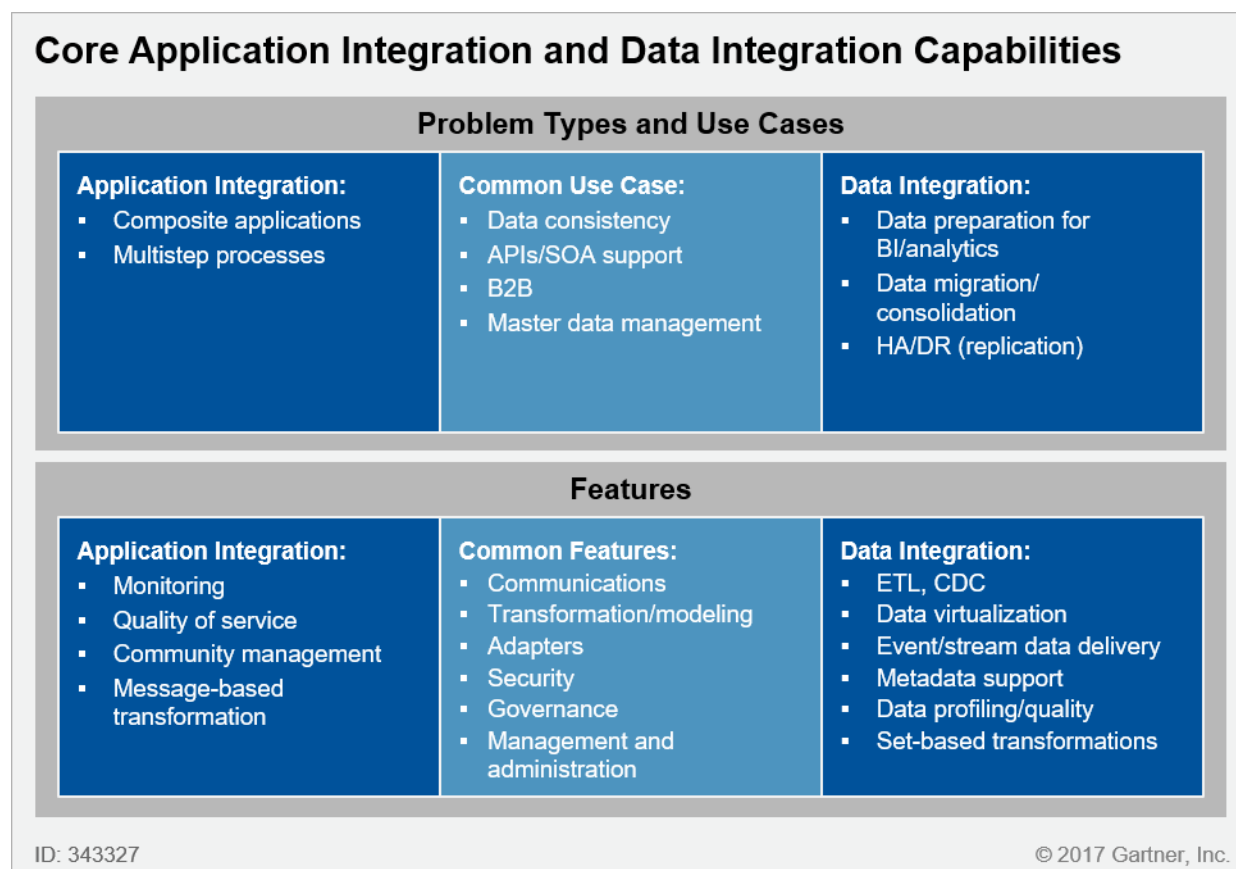 Core Application Integration and Data Integration Capabilities
Problem Types and Use Cases
Application Integration:
▪ Composite applications
▪ Multistep processes
Common Use Case:
▪ Data consistency
▪ APIs/SOA support
▪ B2B
▪ Master data management
Data Integration:
▪ Data preparation for
BI/analytics
▪ Data migration/
consolidation
▪ HA/DR (replication)
Features
Application Integration:
▪ Monitoring
▪ Quality of service
▪ Community management
▪ Message-based
transformation
Common Features:
▪ Communications
▪ Transformation/modeling
▪ Adapters
▪ Security
▪ Governance
▪ Management and
administration
Data Integration:
▪ ETL, CDC
▪ Data virtualization
▪ Event/stream data delivery
▪ Metadata support
▪ Data profiling/quality
▪ Set-based transformations
ID: 343327
© 2017 Gartner, Inc.